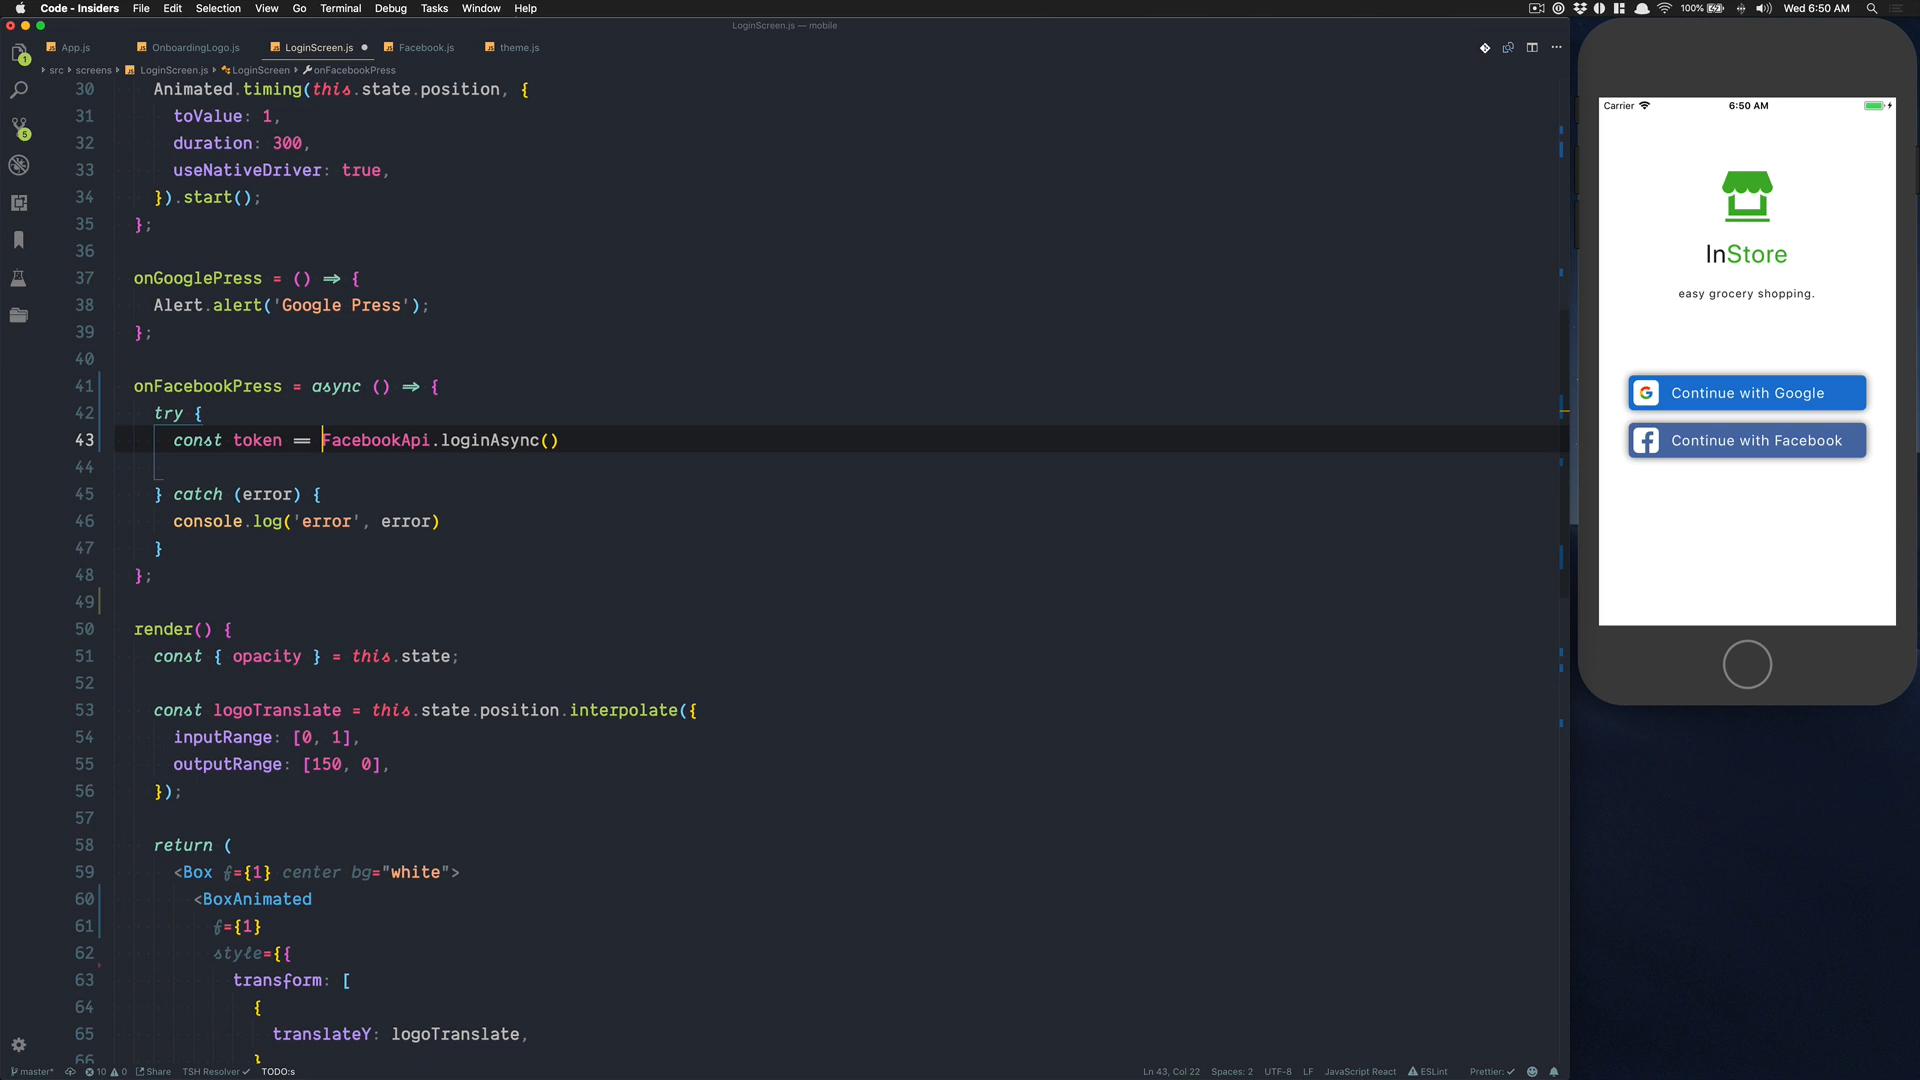 Code - Insiders File Edit Selection View Go Terminal Debug Tasks Window Help 100% Wed 6:50 AM
LoginScreen.js — mobile
App.js OnboardingLogo.js LoginScreen.js Facebook.js theme.js
src screens LoginScreen.js LoginScreen onFacebookPress
1
5
30 Animated.timing(this.state.position, {
31 toValue: 1,
32 duration: 300,
33 useNativeDriver: true,
34 }).start();
35 };
36
37 onGooglePress = () => {
38 Alert.alert('Google Press');
39 };
40
41 onFacebookPress = async () => {
42 try {
43 const token == FacebookApi.loginAsync()
44
45 } catch (error) {
46 console.log('error', error)
47 }
48 };
49
50 render() {
51 const { opacity } = this.state;
52
53 const logoTranslate = this.state.position.interpolate({
54 inputRange: [0, 1],
55 outputRange: [150, 0],
56 });
57
58 return (
59 <Box f={1} center bg="white">
60 <BoxAnimated
61 f={1}
62 style={{
63 transform: [
64 {
65 translateY: logoTranslate,
66 }
master* 10 0 Share TSH Resolver TODO:s Ln 43, Col 22 Spaces: 2 UTF-8 LF JavaScript React ESLint Prettier:
Carrier 6:50 AM
InStore
easy grocery shopping.
G Continue with Google
f Continue with Facebook